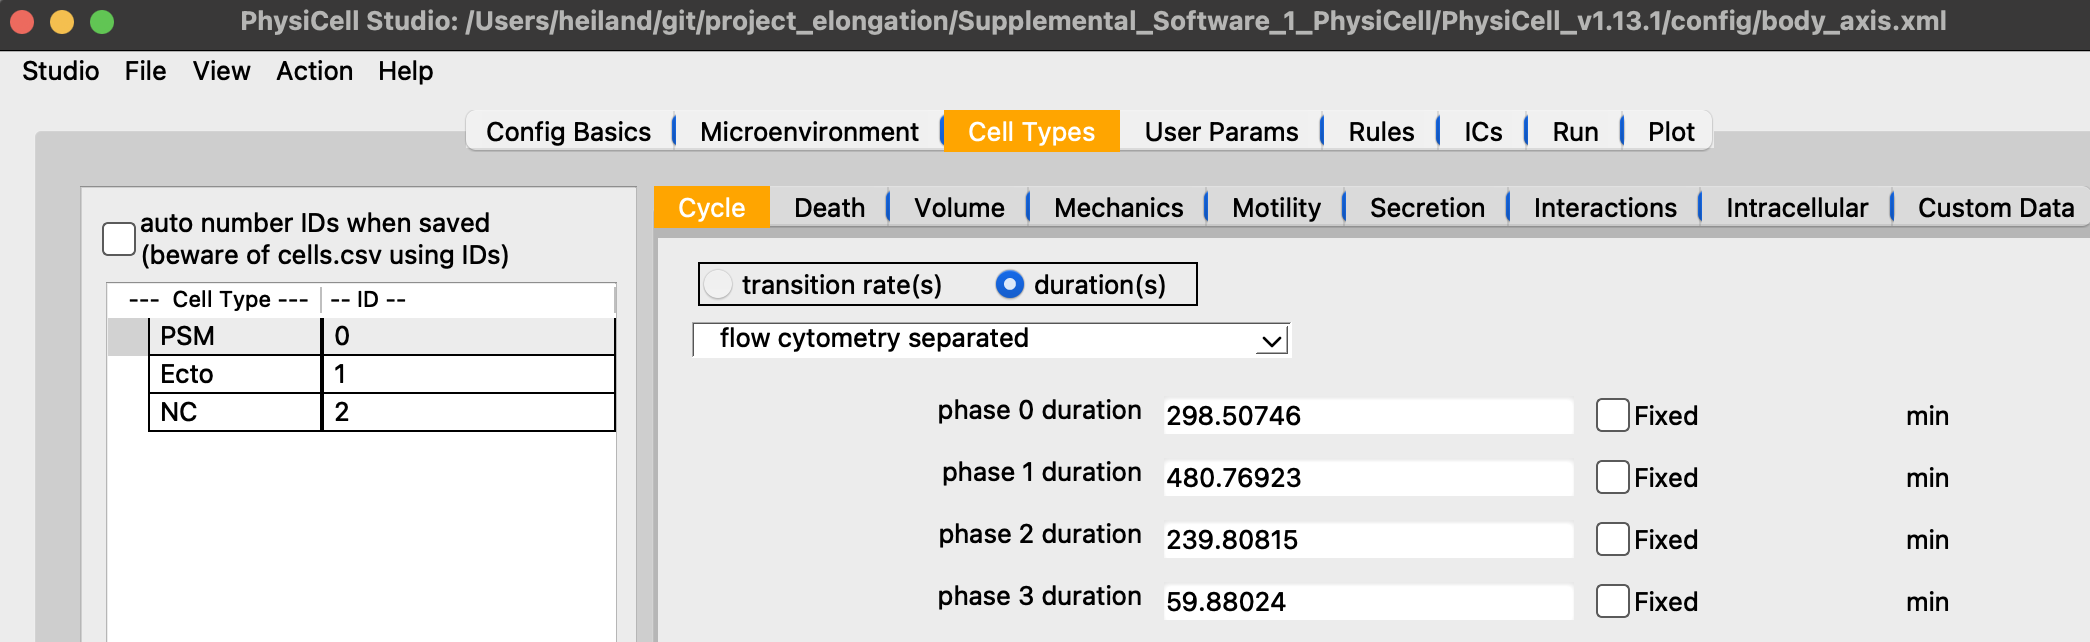 PhysiCell Studio: /Users/heiland/git/project_elongation/Supplemental_Software_1_PhysiCell/PhysiCell_v1.13.1/config/body_axis.xml
Studio File View Action Help
Config Basics Microenvironment Cell Types User Params Rules ICs Run Plot
Cycle Death Volume Mechanics Motility Secretion Interactions Intracellular Custom Data
auto number IDs when saved
(beware of cells.csv using IDs)
--- Cell Type --- -- ID --
PSM 0
Ecto 1
NC 2
transition rate(s) duration(s)
flow cytometry separated
phase 0 duration 298.50746 Fixed min
phase 1 duration 480.76923 Fixed min
phase 2 duration 239.80815 Fixed min
phase 3 duration 59.88024 Fixed min